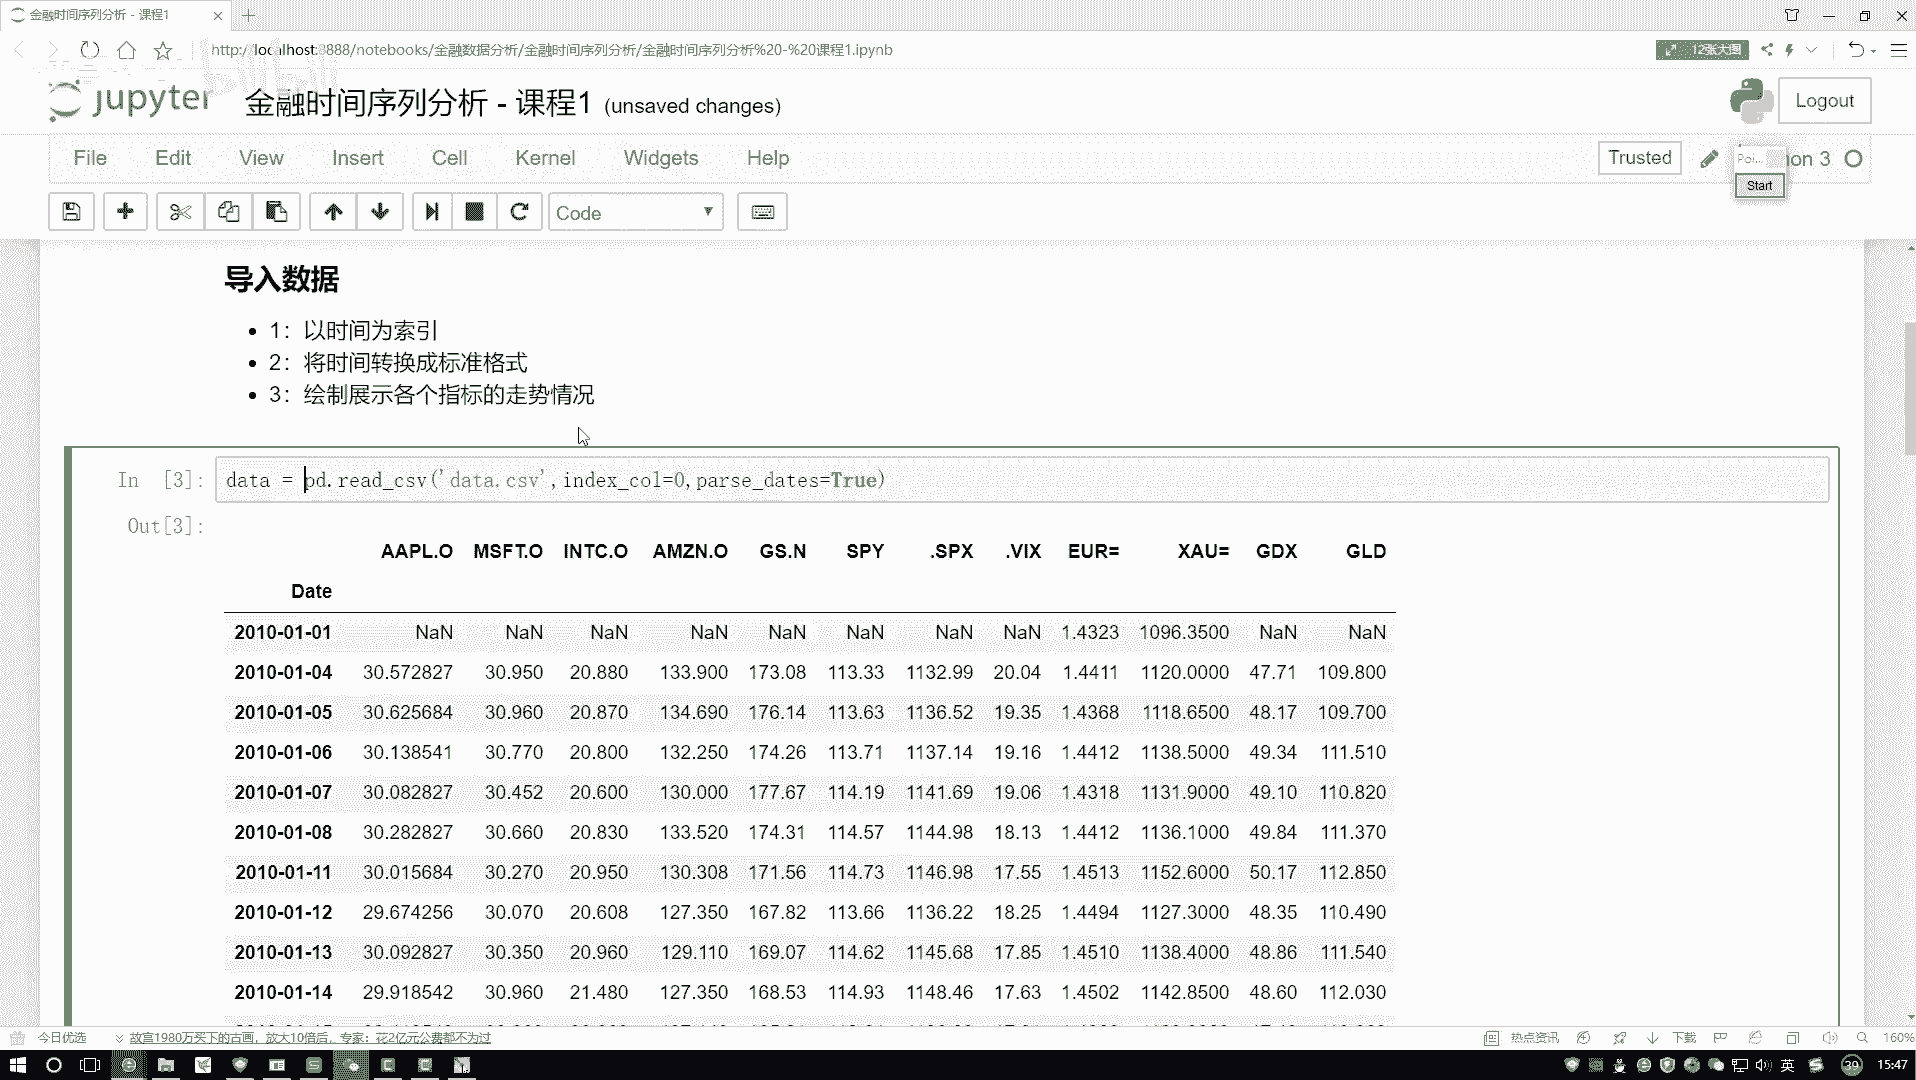 金融时间序列分析 - 课程1
http://localhost:8888/notebooks/金融数据分析/金融时间序列分析/金融时间序列分析%20-%20课程1.ipynb
12张大图
bilibili
jupyter 金融时间序列分析 - 课程1 (unsaved changes)
Logout
File Edit View Insert Cell Kernel Widgets Help
Trusted
Poi... hon 3
Start
Code
导入数据
1：以时间为索引
2：将时间转换成标准格式
3：绘制展示各个指标的走势情况
In [3]: data = pd.read_csv('data.csv',index_col=0,parse_dates=True)
Out[3]:
AAPL.O MSFT.O INTC.O AMZN.O GS.N SPY .SPX .VIX EUR= XAU= GDX GLD
Date
2010-01-01 NaN NaN NaN NaN NaN NaN NaN NaN 1.4323 1096.3500 NaN NaN
2010-01-04 30.572827 30.950 20.880 133.900 173.08 113.33 1132.99 20.04 1.4411 1120.0000 47.71 109.800
2010-01-05 30.625684 30.960 20.870 134.690 176.14 113.63 1136.52 19.35 1.4368 1118.6500 48.17 109.700
2010-01-06 30.138541 30.770 20.800 132.250 174.26 113.71 1137.14 19.16 1.4412 1138.5000 49.34 111.510
2010-01-07 30.082827 30.452 20.600 130.000 177.67 114.19 1141.69 19.06 1.4318 1131.9000 49.10 110.820
2010-01-08 30.282827 30.660 20.830 133.520 174.31 114.57 1144.98 18.13 1.4412 1136.1000 49.84 111.370
2010-01-11 30.015684 30.270 20.950 130.308 171.56 114.73 1146.98 17.55 1.4513 1152.6000 50.17 112.850
2010-01-12 29.674256 30.070 20.608 127.350 167.82 113.66 1136.22 18.25 1.4494 1127.3000 48.35 110.490
2010-01-13 30.092827 30.350 20.960 129.110 169.07 114.62 1145.68 17.85 1.4510 1138.4000 48.86 111.540
2010-01-14 29.918542 30.960 21.480 127.350 168.53 114.93 1148.46 17.63 1.4502 1142.8500 48.60 112.030
今日优选 故宫1980万买下的古画，放大10倍后，专家：花2亿元公费都不为过
热点资讯 下载 160%
英 39 15:47